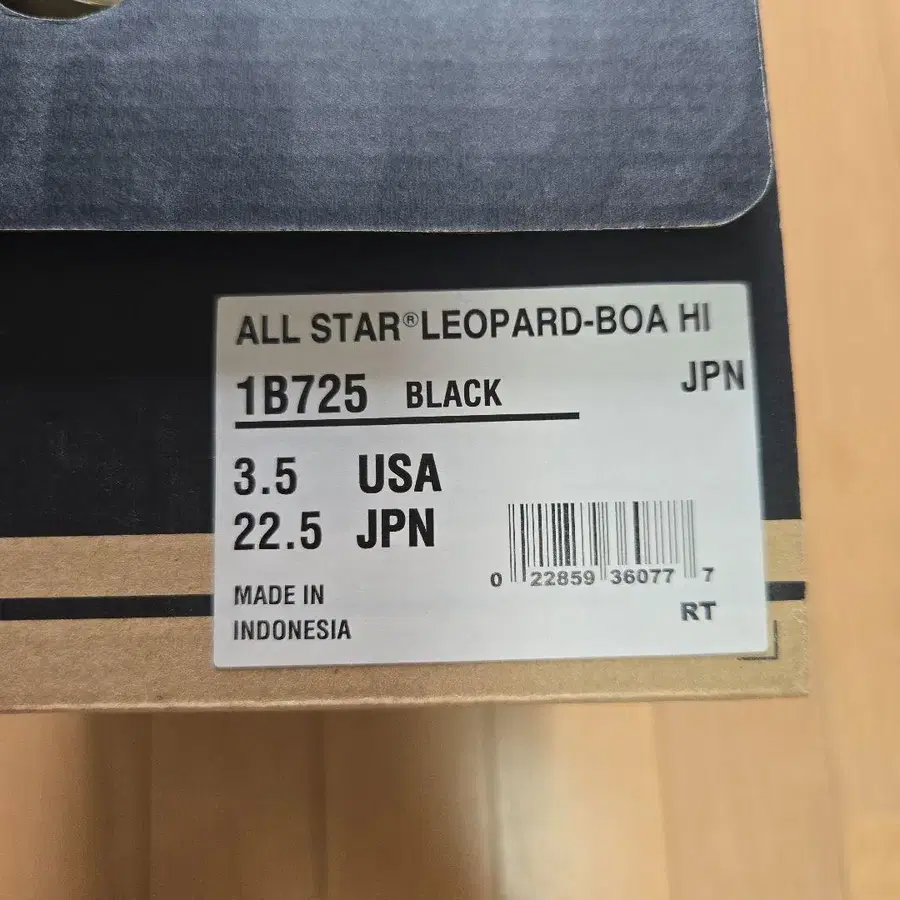 ALL STAR® LEOPARD-BOA HI
1B725 BLACK JPN
3.5 USA
22.5 JPN
0 22859 36077 7
MADE IN
INDONESIA
RT